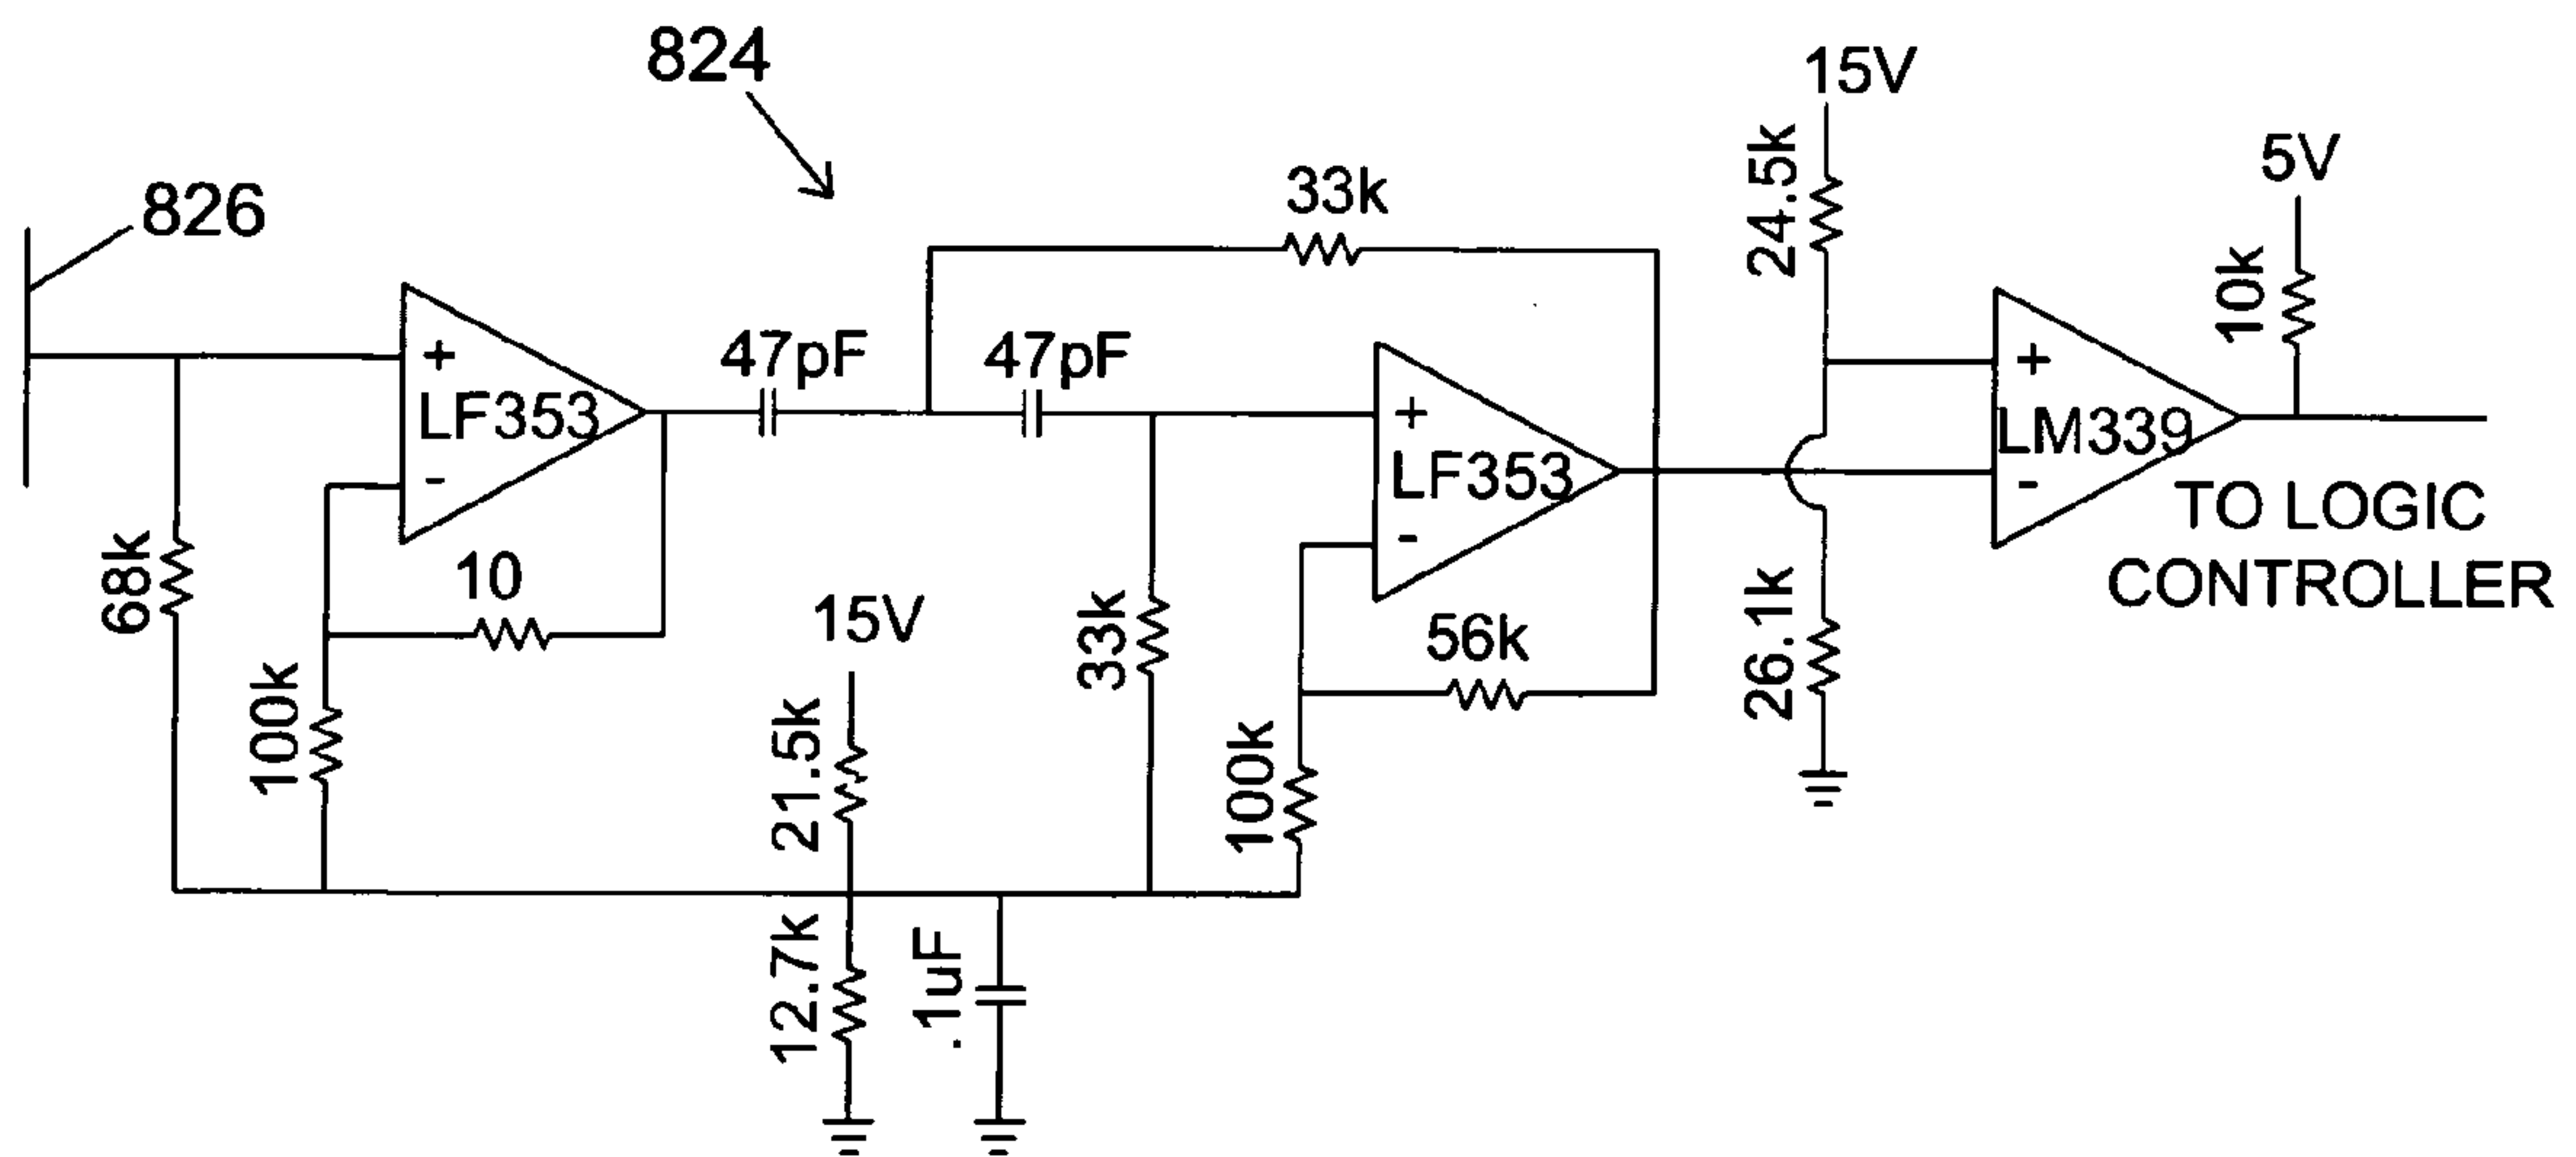 824
15V
5V
826
33k
24.5k
10k
47pF
47pF
+
+
+
LF353
LM339
LF353
-
-
-
TO LOGIC
CONTROLLER
68k
10
15V
33k
56k
26.1k
100k
21.5k
100k
12.7k
.1uF